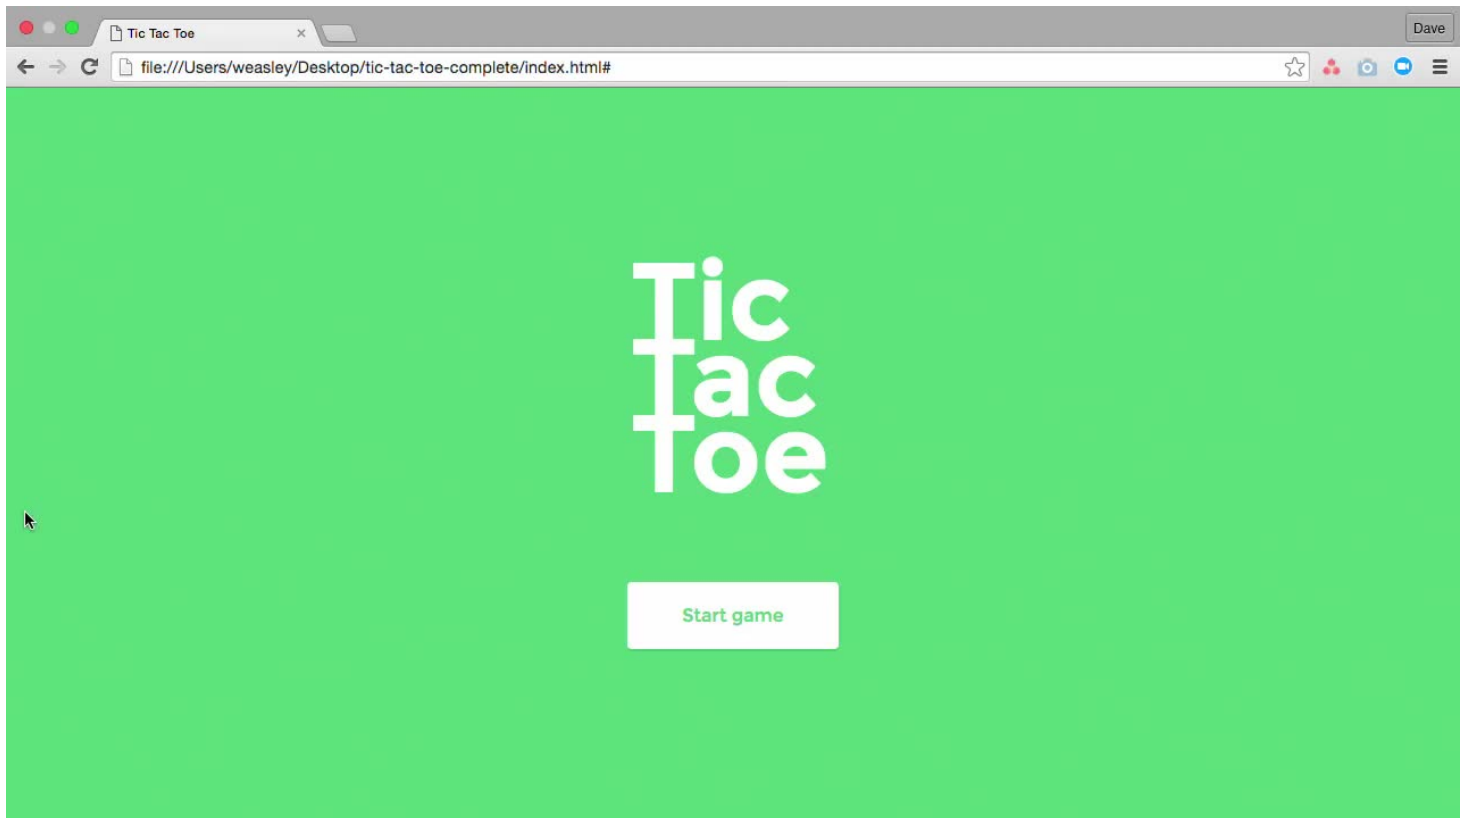 Tic Tac Toe
Dave
file:///Users/weasley/Desktop/tic-tac-toe-complete/index.html#
Tic
Tac
Toe
Start game